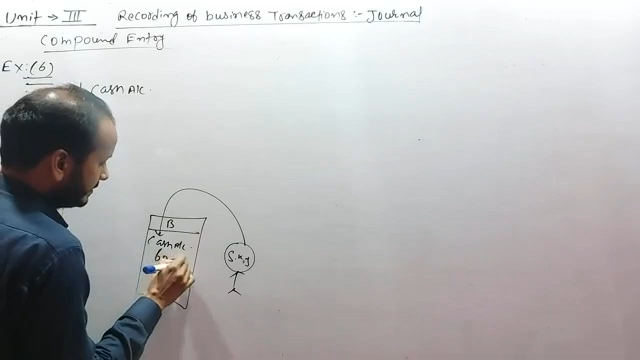 Unit → III Recording of business Transactions :- Journal
Compound Entry
Ex:(6)
Cash A/c.
B
Cash A/c.